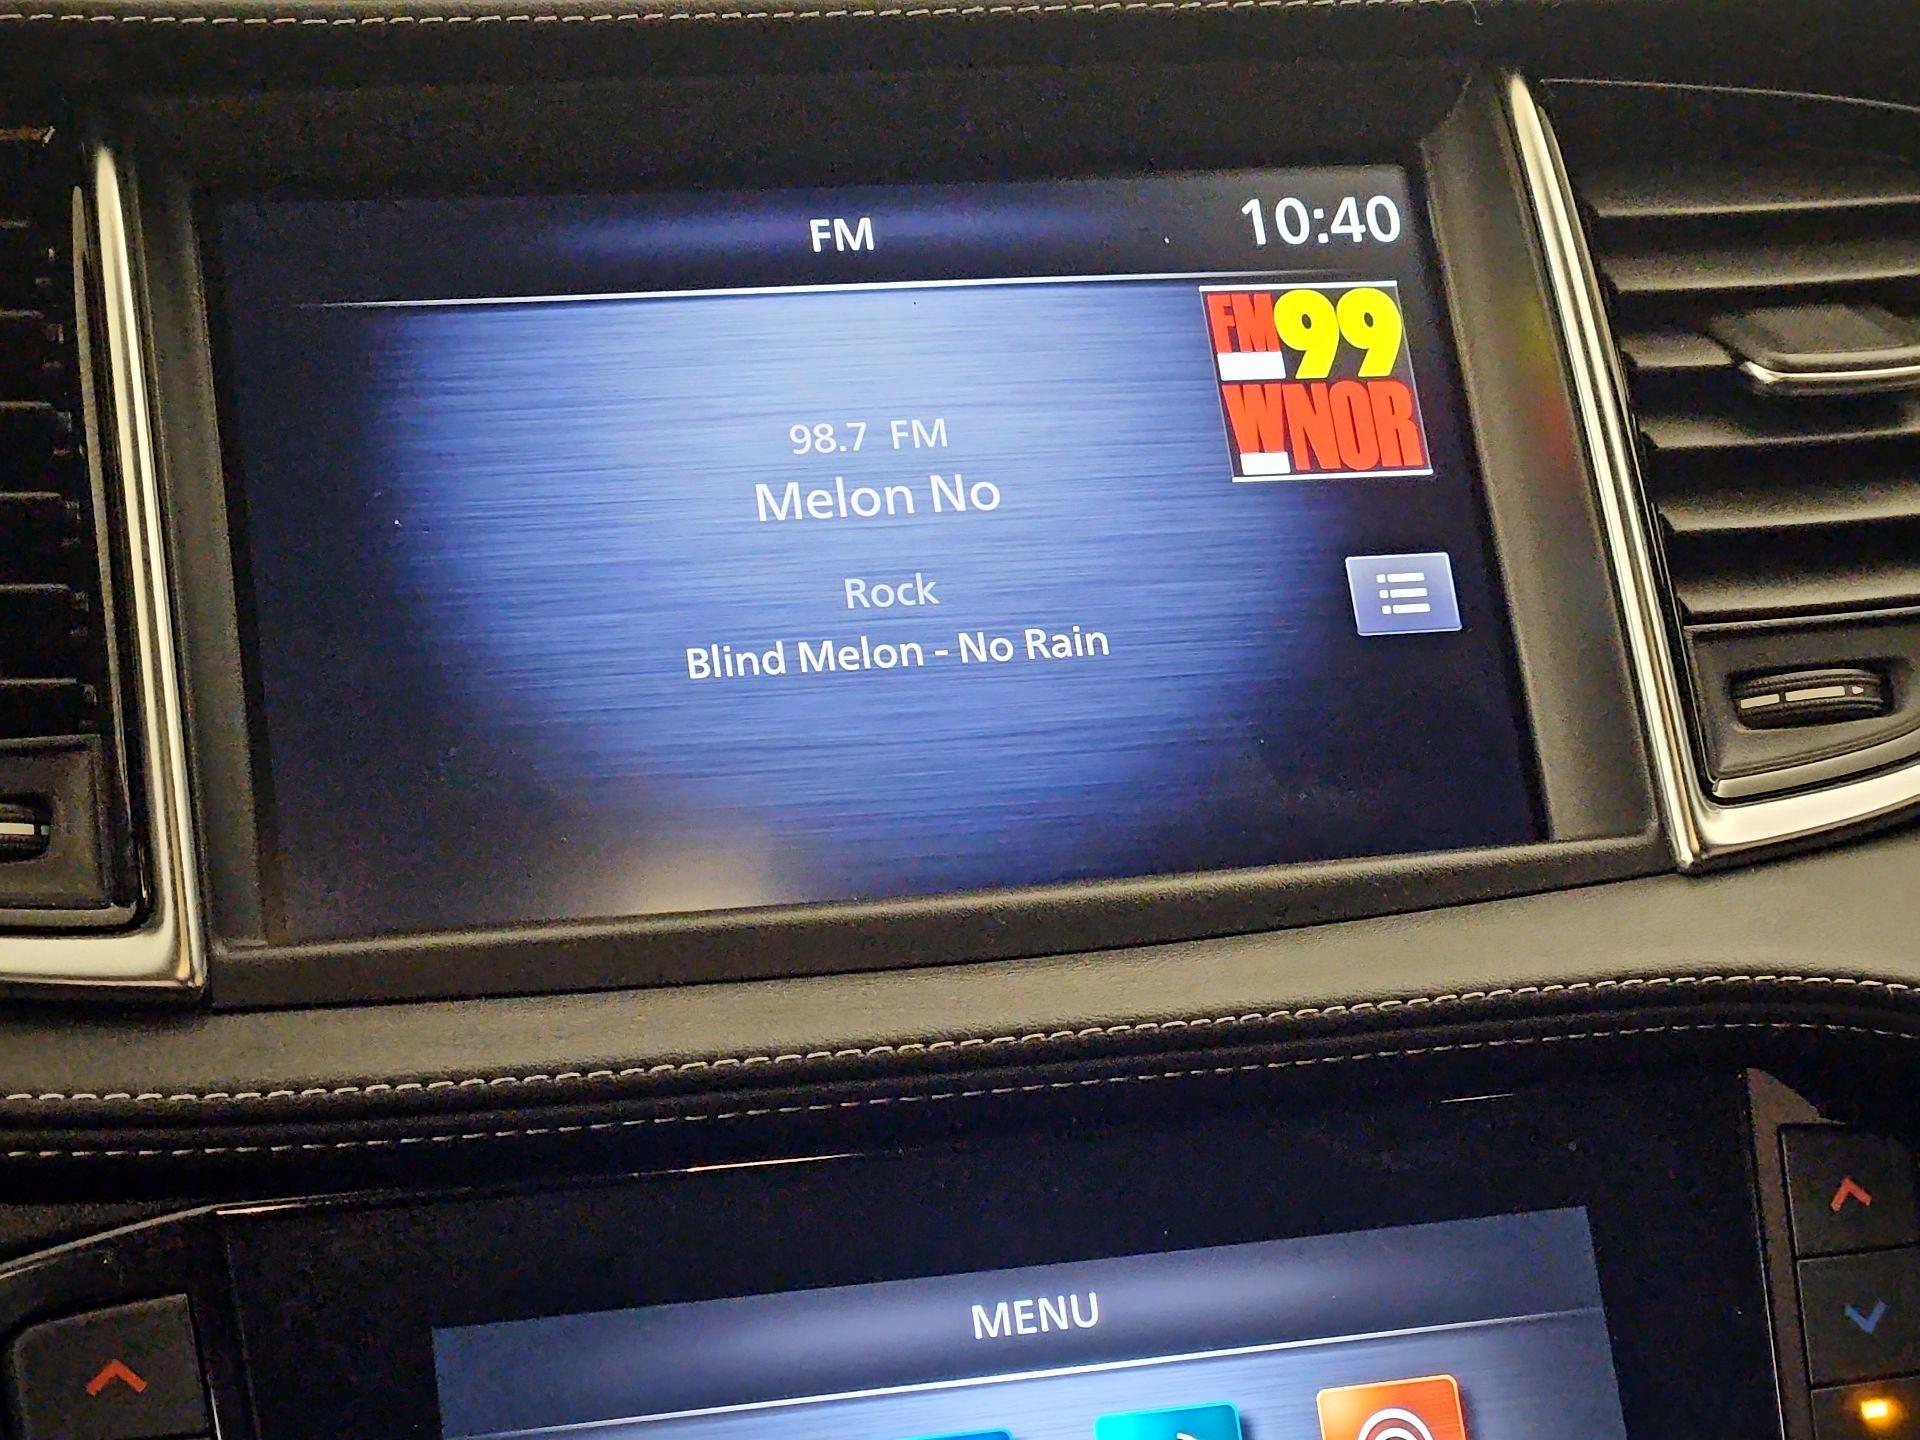 FM
10:40
FM99
WNOR
98.7 FM
Melon No
Rock
Blind Melon - No Rain
MENU